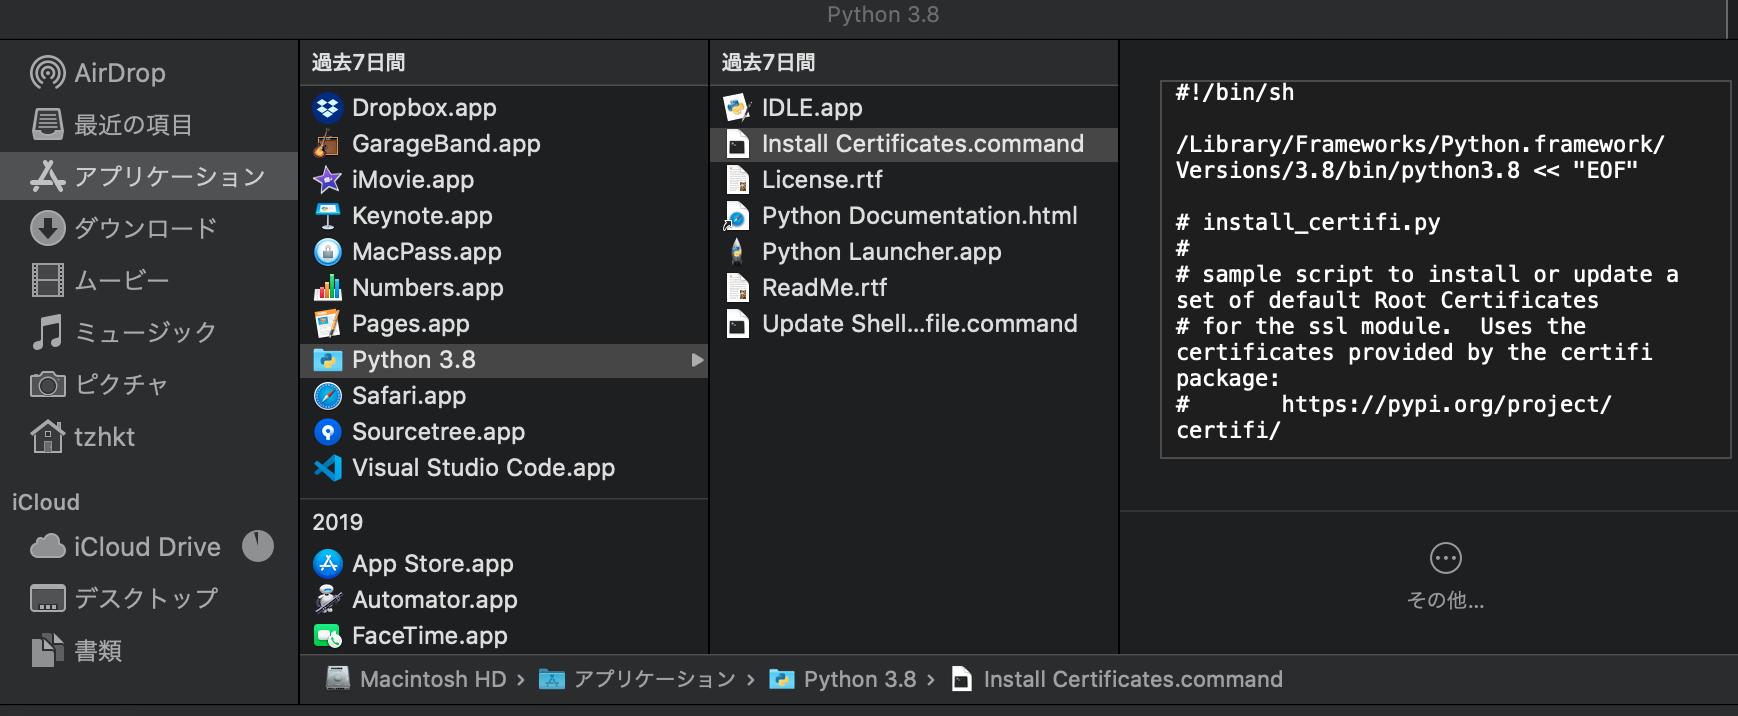 Python 3.8
AirDrop
最近の項目
アプリケーション
ダウンロード
ムービー
ミュージック
ピクチャ
tzhkt
iCloud
iCloud Drive
デスクトップ
書類
過去7日間
Dropbox.app
GarageBand.app
iMovie.app
Keynote.app
MacPass.app
Numbers.app
Pages.app
Python 3.8
Safari.app
Sourcetree.app
Visual Studio Code.app
2019
App Store.app
Automator.app
FaceTime.app
過去7日間
IDLE.app
Install Certificates.command
License.rtf
Python Documentation.html
Python Launcher.app
ReadMe.rtf
Update Shell...file.command
#!/bin/sh
/Library/Frameworks/Python.framework/
Versions/3.8/bin/python3.8 << "EOF"
# install_certifi.py
#
# sample script to install or update a
set of default Root Certificates
# for the ssl module.  Uses the
certificates provided by the certifi
package:
#       https://pypi.org/project/
certifi/
その他...
Macintosh HD › アプリケーション › Python 3.8 › Install Certificates.command